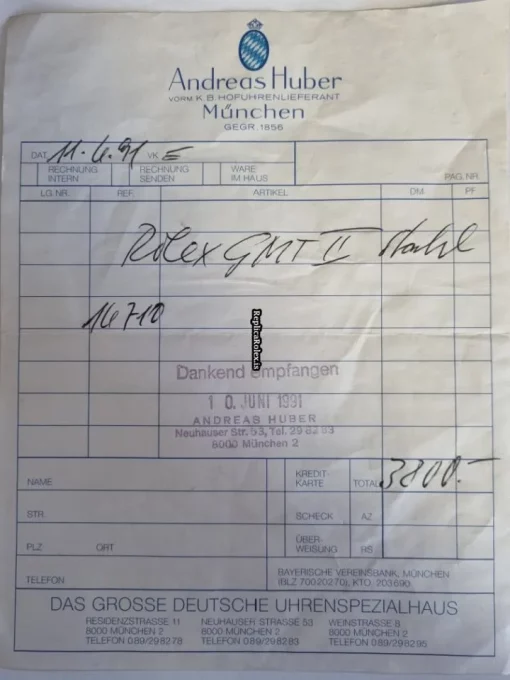 Andreas Huber
VORM K.B. HOFUHRENLIEFERANT
München
GEGR. 1856
DAT. 11.6.91 VK E
RECHNUNG INTERN
RECHNUNG SENDEN
WARE IM HAUS
PAG. NR.
LG. NR. REF. ARTIKEL DM PF
Rolex GMT II Stahl
16710
ReplicaRolex.is
Dankend empfangen
10. JUNI 1991
ANDREAS HUBER
Neuhauser Str. 53, Tel. 29 82 83
8000 München 2
NAME
KREDIT-KARTE
TOTAL 3800.-
STR.
SCHECK AZ
PLZ ORT
ÜBER-WEISUNG RS
TELEFON
BAYERISCHE VEREINSBANK, MÜNCHEN
(BLZ 70020270), KTO. 203690
DAS GROSSE DEUTSCHE UHRENSPEZIALHAUS
RESIDENZSTRASSE 11 NEUHAUSER STRASSE 53 WEINSTRASSE 8
8000 MÜNCHEN 2 8000 MÜNCHEN 2 8000 MÜNCHEN 2
TELEFON 089/298278 TELEFON 089/298283 TELEFON 089/298295